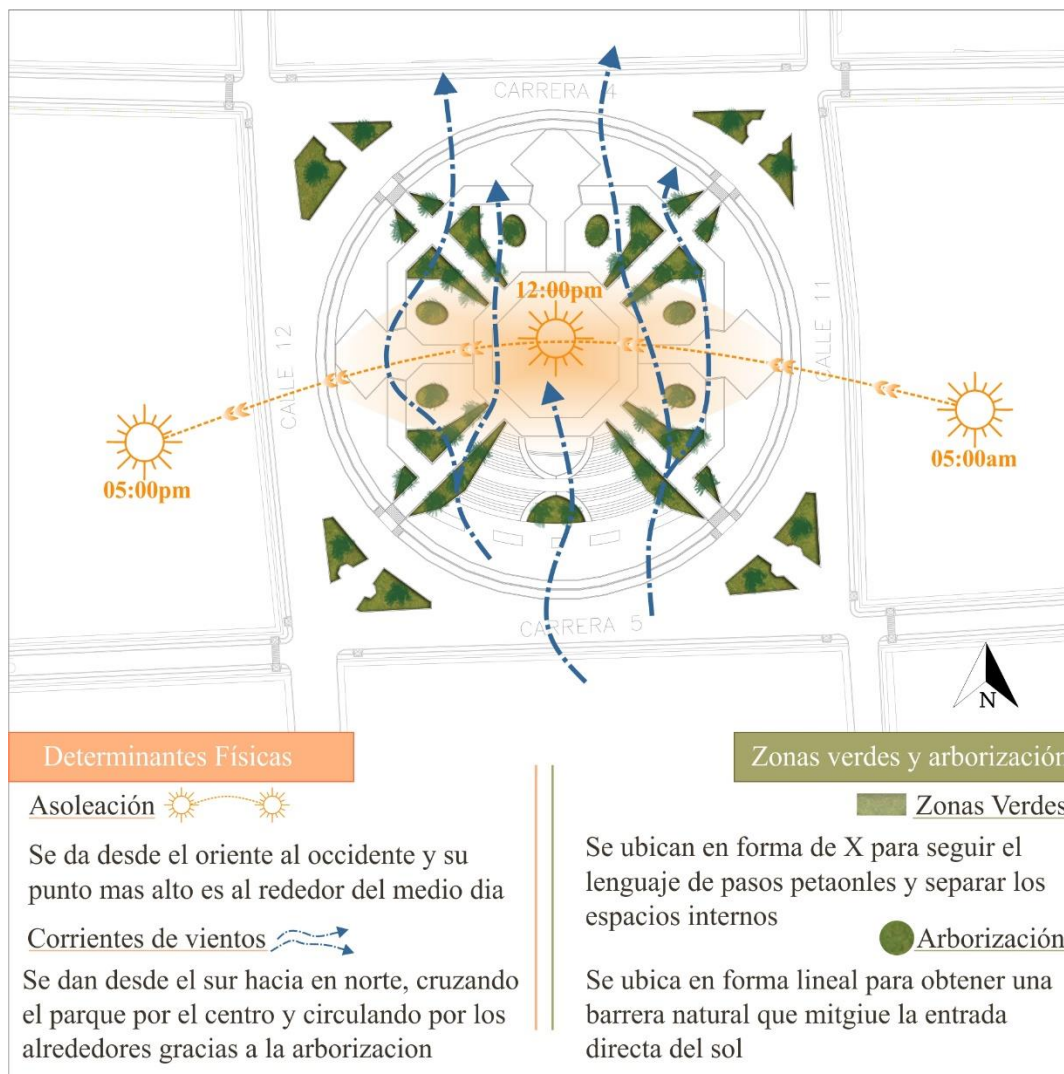 CARRERA 4
12:00pm
CALLE 12
CALLE 11
05:00pm
05:00am
CARRERA 5
N
Determinantes Físicas
Asoleación
Se da desde el oriente al occidente y su
punto mas alto es al rededor del medio dia
Corrientes de vientos
Se dan desde el sur hacia en norte, cruzando
el parque por el centro y circulando por los
alrededores gracias a la arborizacion
Zonas verdes y arborización
Zonas Verdes
Se ubican en forma de X para seguir el
lenguaje de pasos petaonles y separar los
espacios internos
Arborización
Se ubica en forma lineal para obtener una
barrera natural que mitgiue la entrada
directa del sol